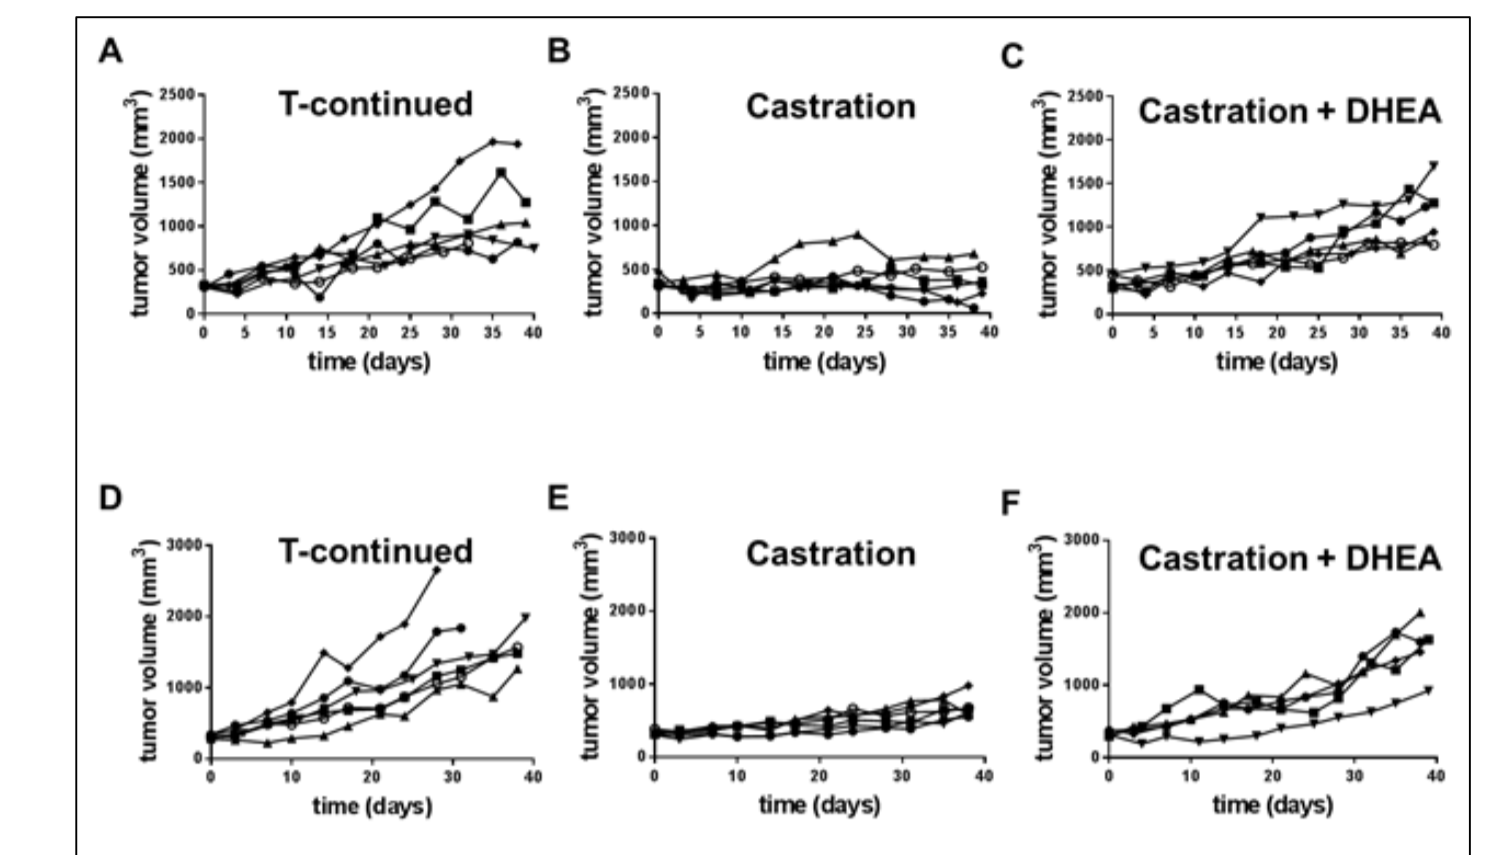 A
B
C
T-continued
Castration
Castration + DHEA
tumor volume (mm³)
2500
2000
1500
1000
500
0
0 5 10 15 20 25 30 35 40
time (days)
tumor volume (mm³)
2500
2000
1500
1000
500
0
0 5 10 15 20 25 30 35 40
time (days)
tumor volume (mm³)
2500
2000
1500
1000
500
0
0 5 10 15 20 25 30 35 40
time (days)
D
E
F
T-continued
Castration
Castration + DHEA
tumor volume (mm³)
3000
2000
1000
0
0 10 20 30 40
time (days)
tumor volume (mm³)
3000
2000
1000
0
0 10 20 30 40
time (days)
tumor volume (mm³)
3000
2000
1000
0
0 10 20 30 40
time (days)